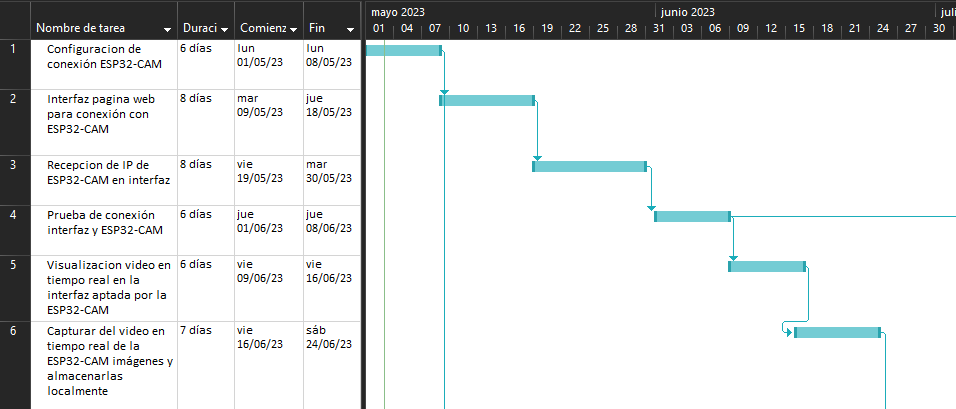 mayo 2023 junio 2023 juli
Nombre de tarea Duraci Comienz Fin 01 04 07 10 13 16 19 22 25 28 31 03 06 09 12 15 18 21 24 27 30
1 Configuracion de conexión ESP32-CAM 6 días lun 01/05/23 lun 08/05/23
2 Interfaz pagina web para conexión con ESP32-CAM 8 días mar 09/05/23 jue 18/05/23
3 Recepcion de IP de ESP32-CAM en interfaz 8 días vie 19/05/23 mar 30/05/23
4 Prueba de conexión interfaz y ESP32-CAM 6 días jue 01/06/23 jue 08/06/23
5 Visualizacion video en tiempo real en la interfaz aptada por la ESP32-CAM 6 días vie 09/06/23 vie 16/06/23
6 Capturar del video en tiempo real de la ESP32-CAM imágenes y almacenarlas localmente 7 días vie 16/06/23 sáb 24/06/23